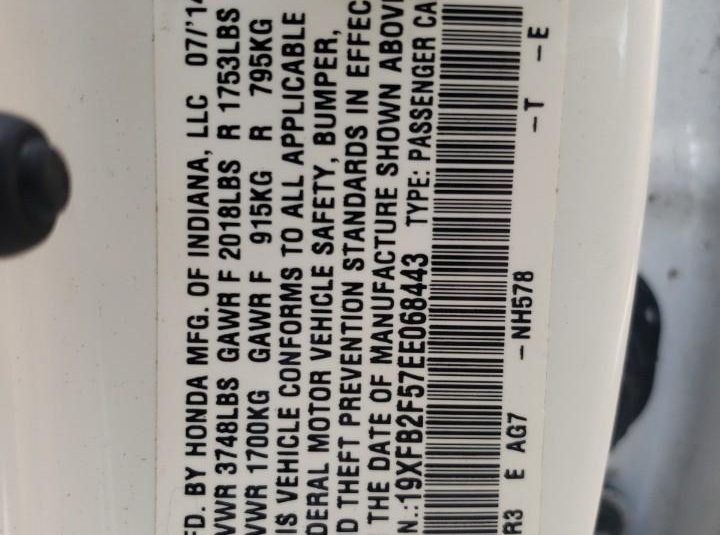 FD. BY HONDA MFG. OF INDIANA, LLC 07/'14
VWR 3748LBS GAWR F 2018LBS R 1753LBS
VWR 1700KG GAWR F 915KG R 795KG
IS VEHICLE CONFORMS TO ALL APPLICABLE
DERAL MOTOR VEHICLE SAFETY, BUMPER,
D THEFT PREVENTION STANDARDS IN EFFEC
THE DATE OF MANUFACTURE SHOWN ABOV
N.:19XFB2F57EE068443 TYPE: PASSENGER CA
R3 E AG7 – NH578 –T –E